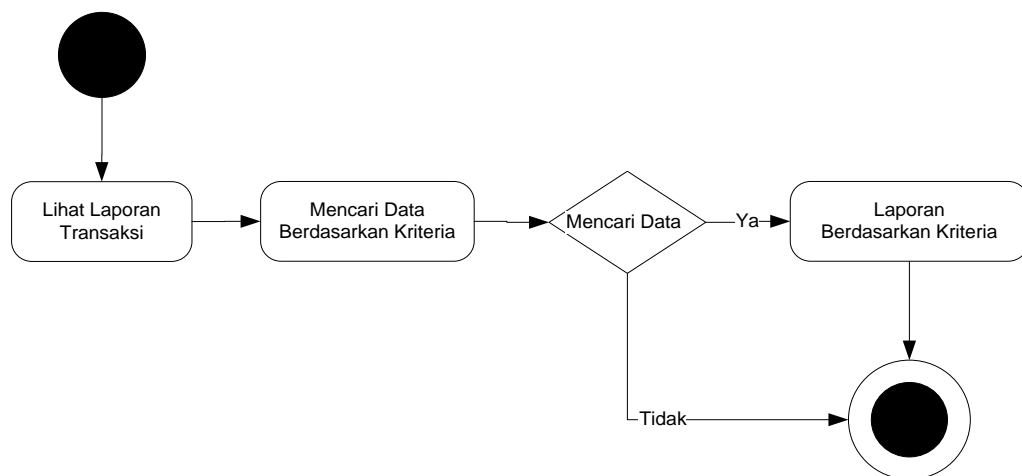 Lihat Laporan
Transaksi
Mencari Data
Berdasarkan Kriteria
Mencari Data
Ya
Laporan
Berdasarkan Kriteria
Tidak